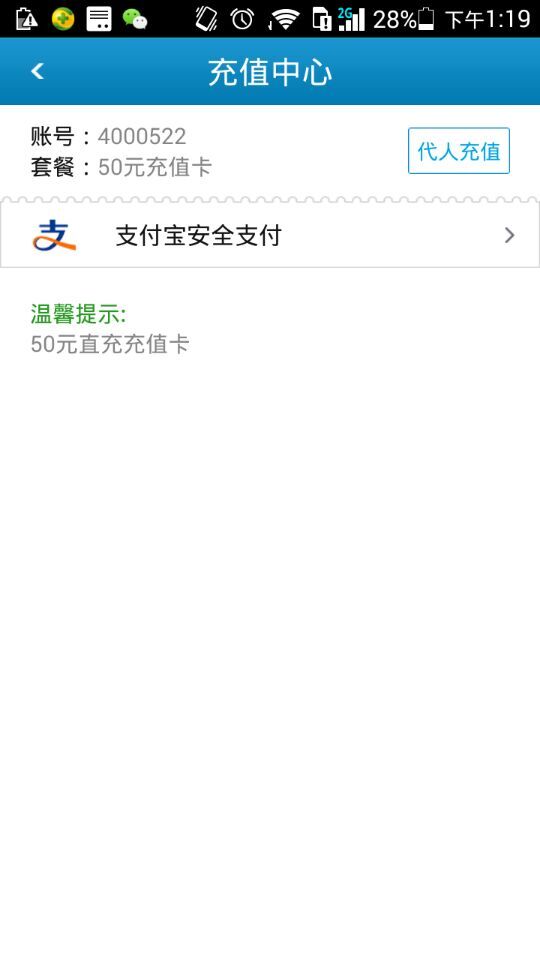 2G 28% 下午1:19
充值中心
账号：4000522
套餐：50元充值卡
代人充值
支付宝安全支付
温馨提示:
50元直充充值卡